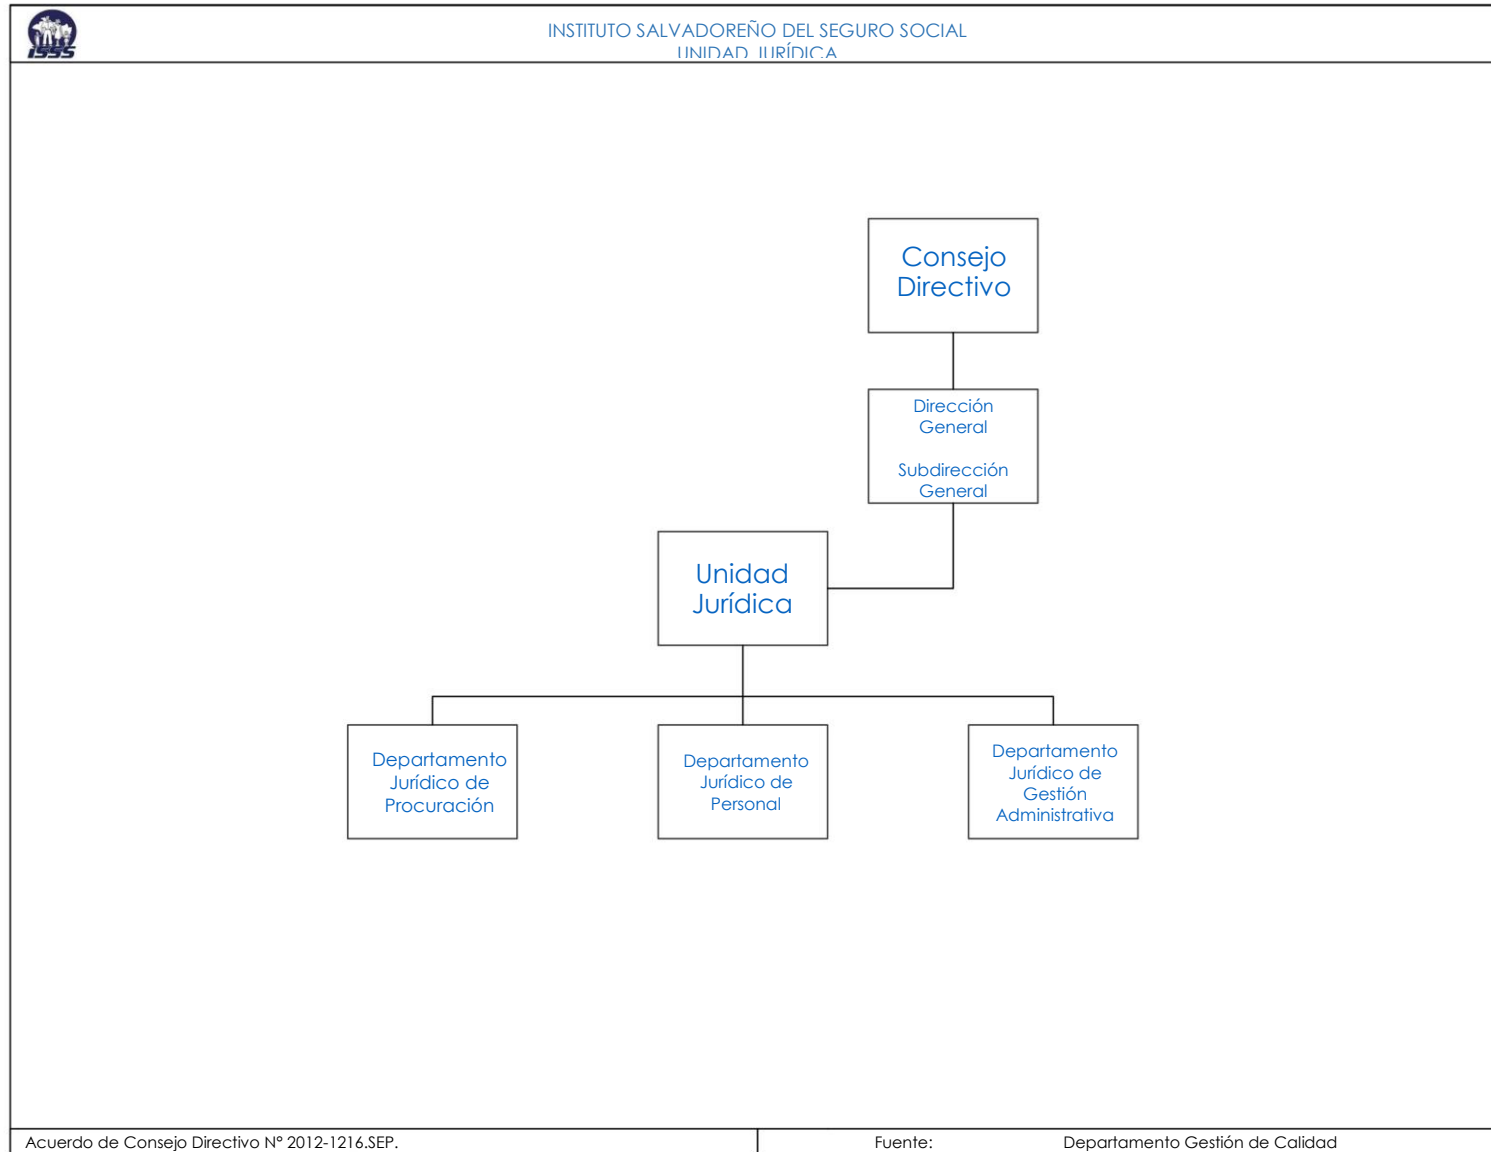 ISSS
INSTITUTO SALVADOREÑO DEL SEGURO SOCIAL
UNIDAD JURÍDICA
Consejo
Directivo
Dirección
General
Subdirección
General
Unidad
Jurídica
Departamento
Jurídico de
Procuración
Departamento
Jurídico de
Personal
Departamento
Jurídico de
Gestión
Administrativa
Acuerdo de Consejo Directivo N° 2012-1216.SEP.
Fuente: Departamento Gestión de Calidad